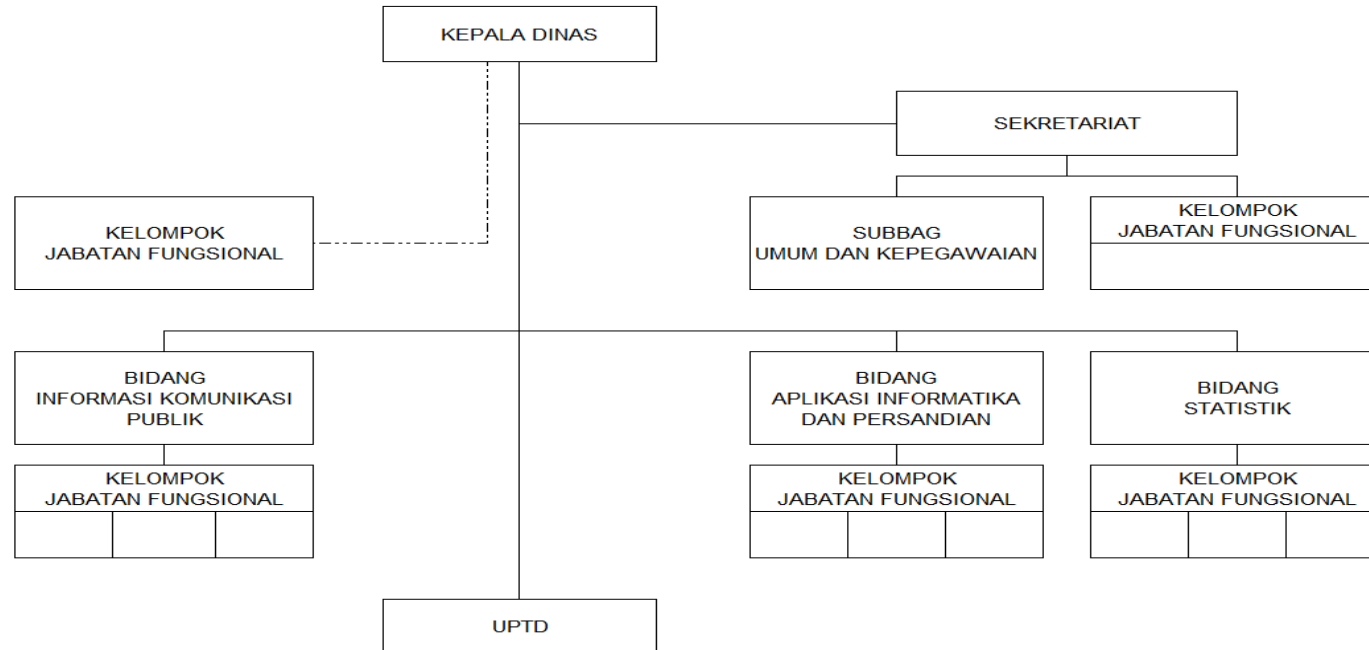 KEPALA DINAS
SEKRETARIAT
KELOMPOK
JABATAN FUNGSIONAL
SUBBAG
UMUM DAN KEPEGAWAIAN
KELOMPOK
JABATAN FUNGSIONAL
BIDANG
INFORMASI KOMUNIKASI
PUBLIK
BIDANG
APLIKASI INFORMATIKA
DAN PERSANDIAN
BIDANG
STATISTIK
KELOMPOK
JABATAN FUNGSIONAL
KELOMPOK
JABATAN FUNGSIONAL
KELOMPOK
JABATAN FUNGSIONAL
UPTD